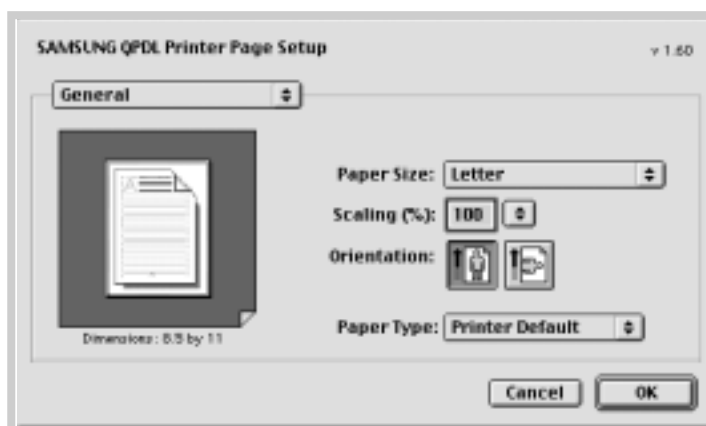 SAMSUNG QPDL Printer Page Setup
v 1.60
General
Paper Size: Letter
Scaling (%): 100
Orientation:
Paper Type: Printer Default
Dimensions: 8.5 by 11
Cancel
OK